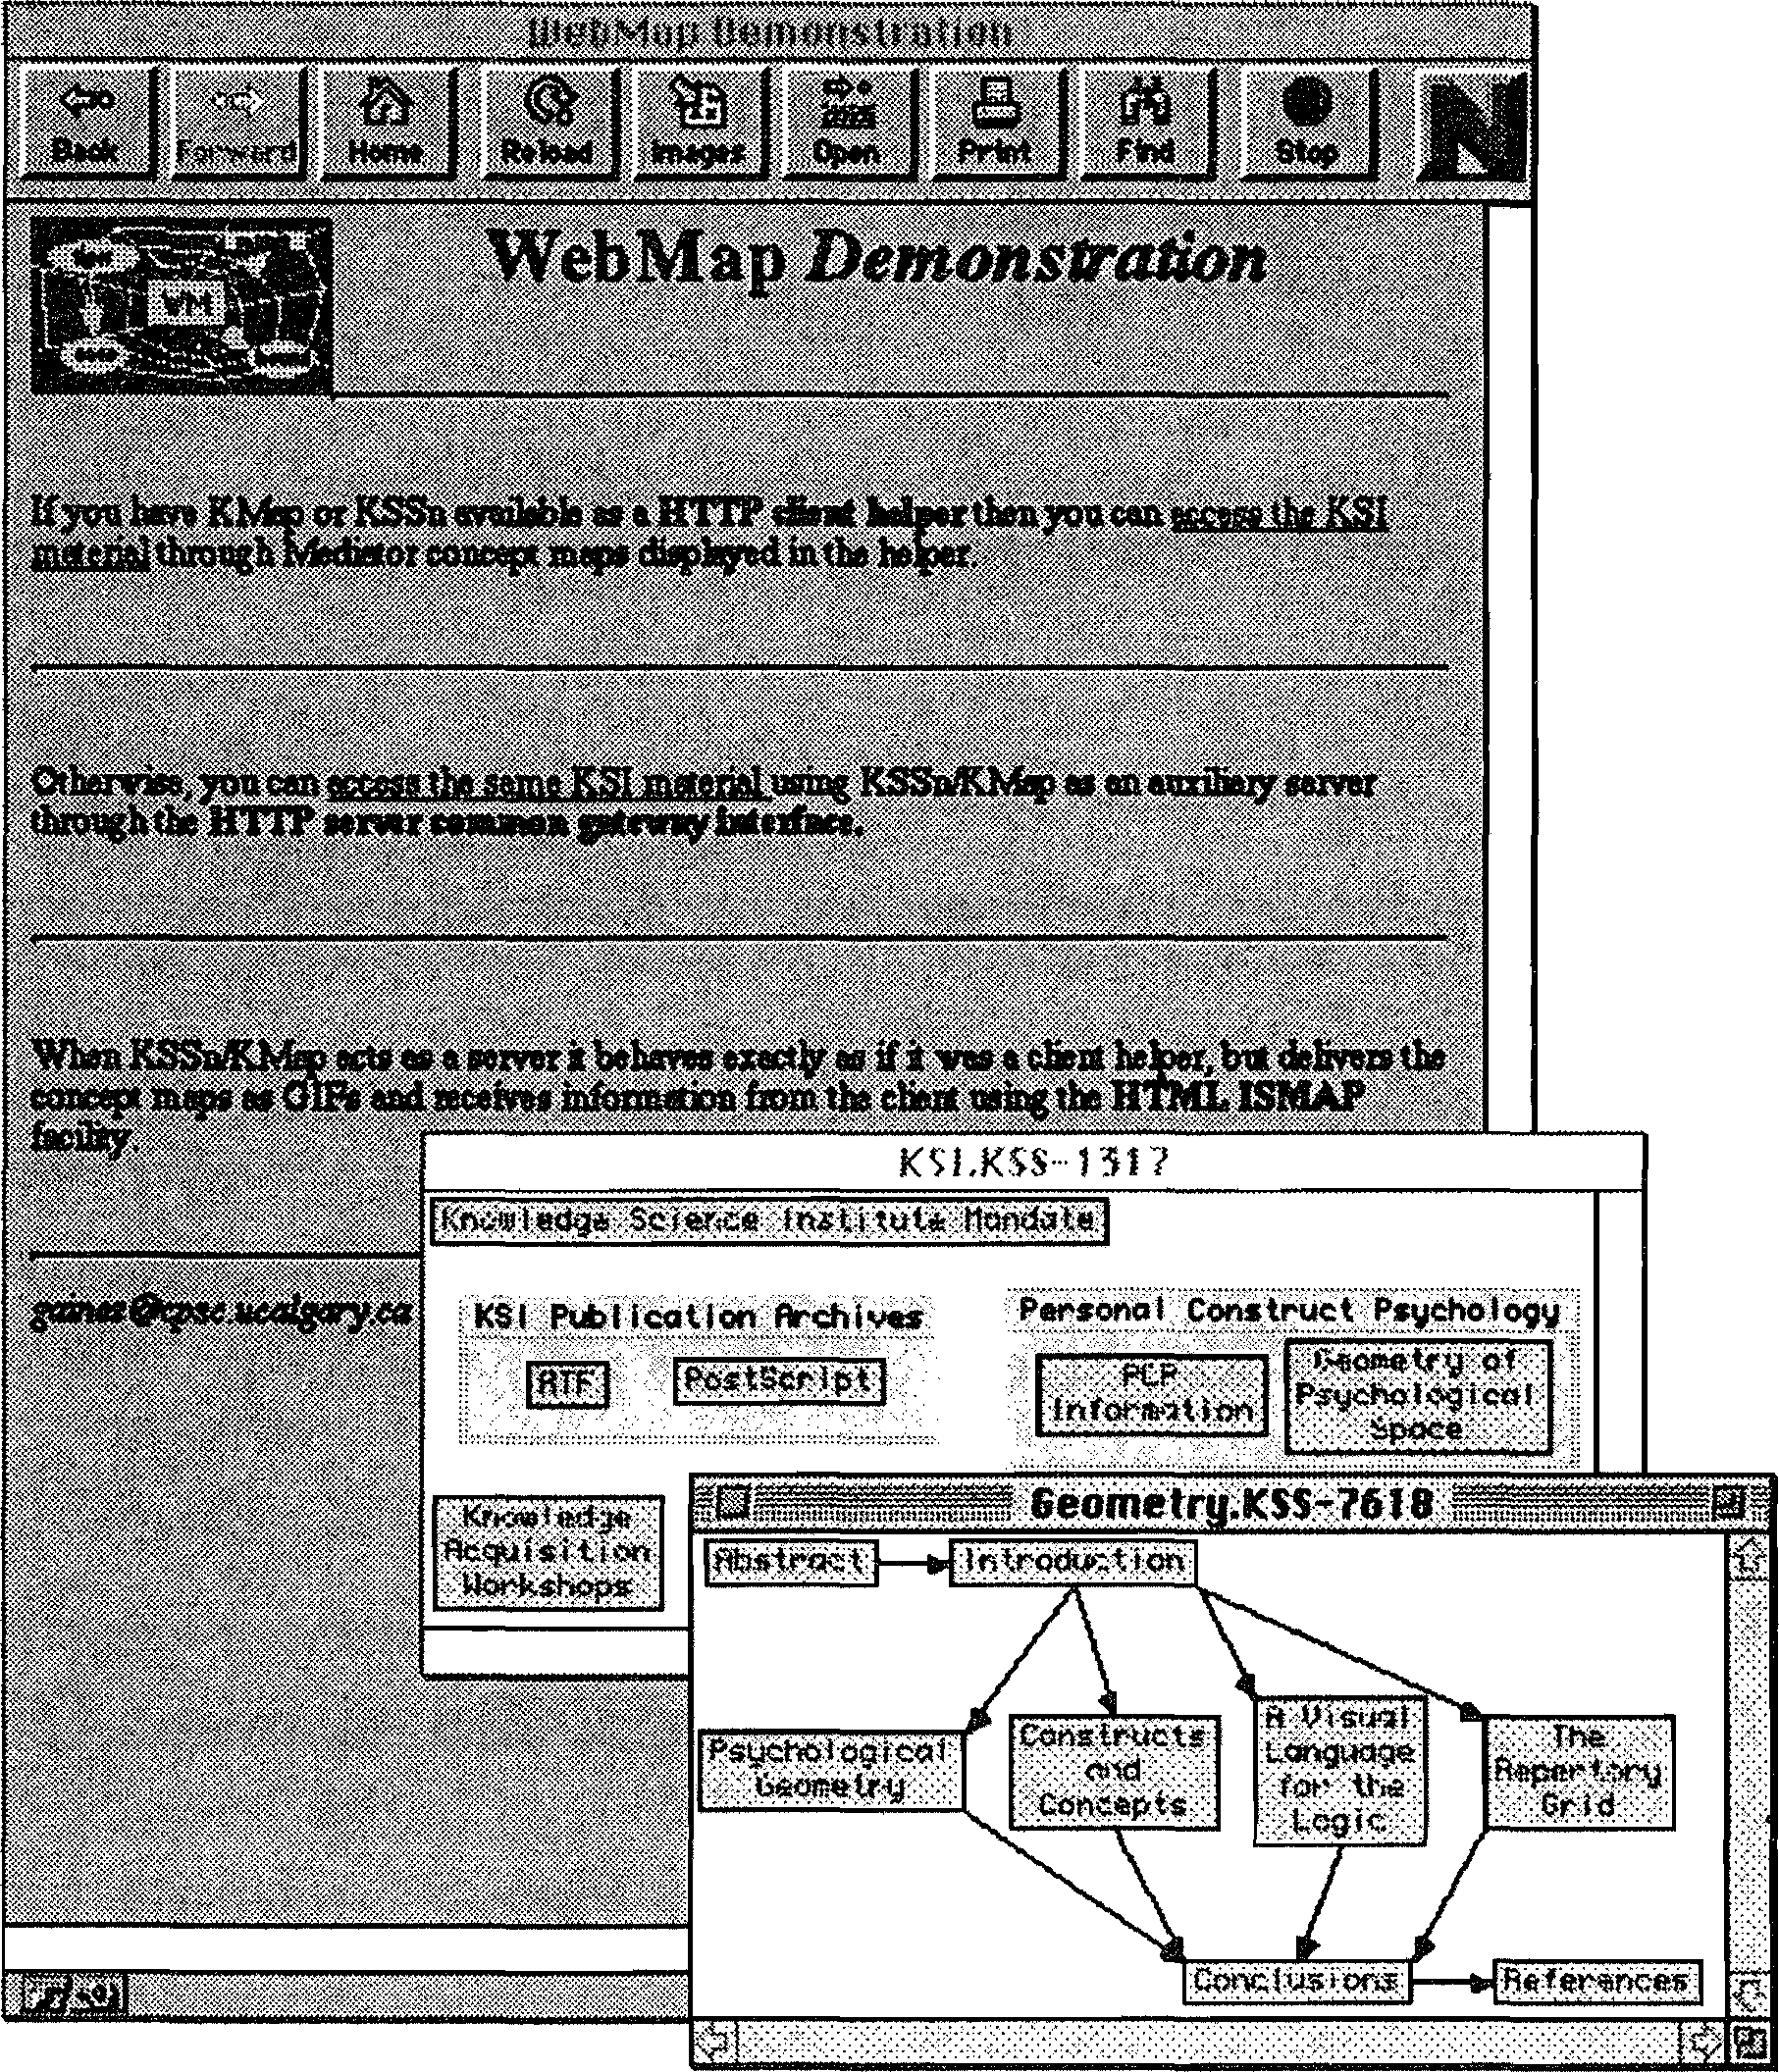 WebMap Demonstration
Back Forward Home Reload Images Open Print Find Stop N
WM
WebMap Demonstration
If you have KMap or KSSn available as a HTTP client helper then you can access the KSI
material through Mediator concept maps displayed in the helper.
Otherwise, you can access the same KSI material using KSSn/KMap as an auxiliary server
through the HTTP server common gateway interface.
When KSSn/KMap acts as a server it behaves exactly as if it was a client helper, but delivers the
concept maps as GIFs and receives information from the client using the HTML ISMAP
facility.
gaines@cpsc.ucalgary.ca
KSI.KSS-1317
Knowledge Science Institute Mandate
KSI Publication Archives
RTF
PostScript
Personal Construct Psychology
PCP
Information
Geometry of
Psychological
Space
Knowledge
Acquisition
Workshops
Geometry.KSS-7618
Abstract
Introduction
Psychological
Geometry
Constructs
and
Concepts
A Visual
Language
for the
Logic
The
Repertory
Grid
Conclusions
References